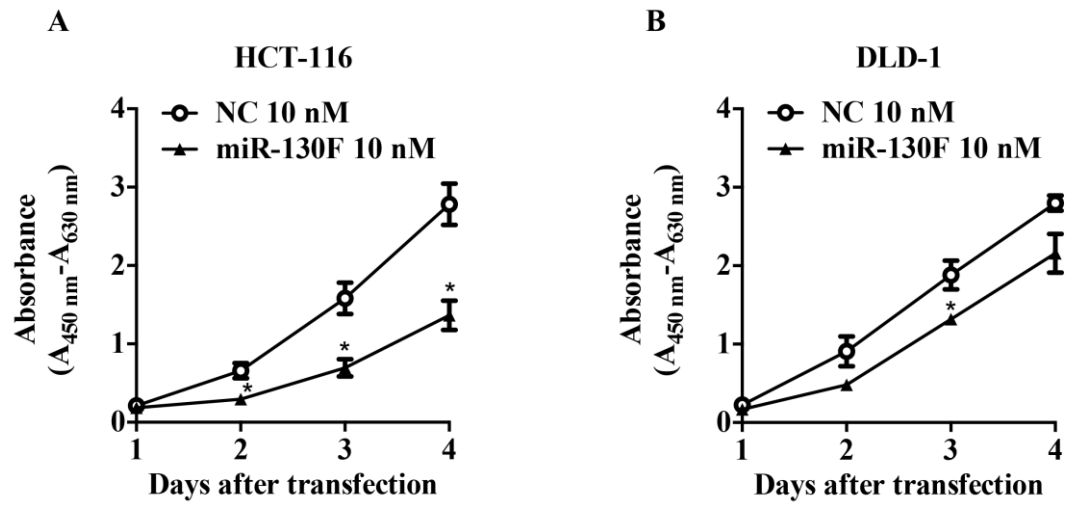 A
HCT-116
4
3
2
1
0
NC 10 nM
miR-130F 10 nM
Absorbance
(A450 nm-A630 nm)
*
*
*
1 2 3 4
Days after transfection
B
DLD-1
4
3
2
1
0
NC 10 nM
miR-130F 10 nM
Absorbance
(A450 nm-A630 nm)
*
1 2 3 4
Days after transfection